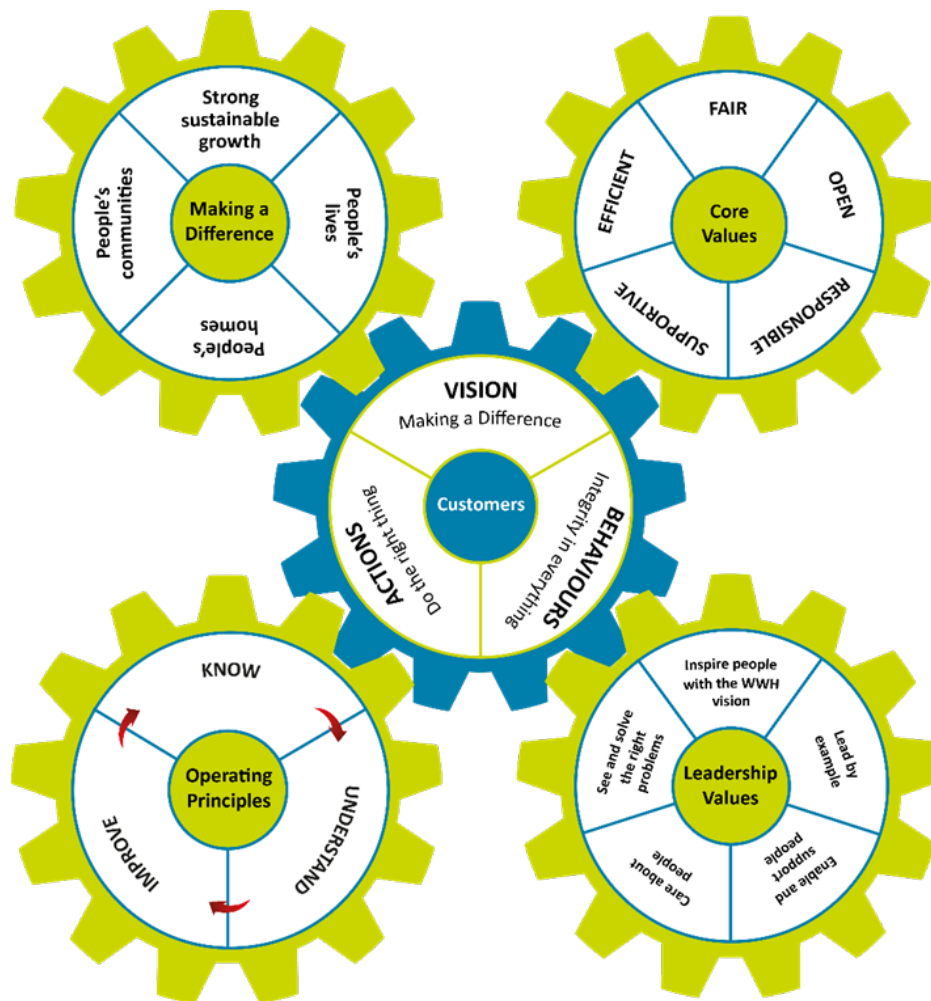 Strong
sustainable
growth
People's
lives
People's
homes
People's
communities
Making a
Difference
FAIR
OPEN
RESPONSIBLE
SUPPORTIVE
EFFICIENT
Core
Values
VISION
Making a Difference
BEHAVIOURS
Integrity in everything
ACTIONS
Do the right thing
Customers
KNOW
UNDERSTAND
IMPROVE
Operating
Principles
Inspire people
with the WWH
vision
Lead by
example
Enable and
support
people
Care about
people
See and solve
the right
problems
Leadership
Values